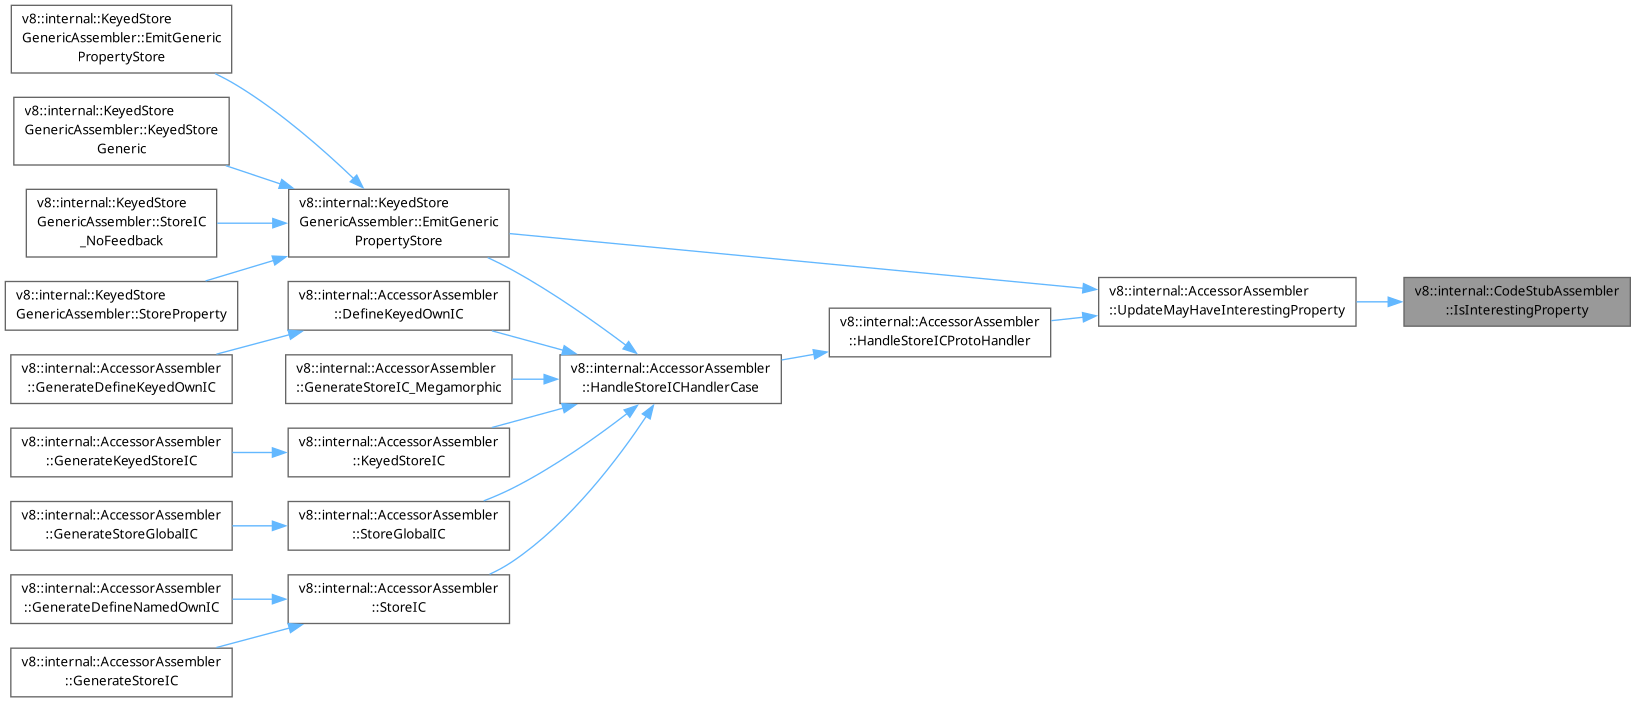 v8::internal::KeyedStore
GenericAssembler::EmitGeneric
PropertyStore
v8::internal::KeyedStore
GenericAssembler::KeyedStore
Generic
v8::internal::KeyedStore
GenericAssembler::StoreIC
_NoFeedback
v8::internal::KeyedStore
GenericAssembler::StoreProperty
v8::internal::AccessorAssembler
::GenerateDefineKeyedOwnIC
v8::internal::AccessorAssembler
::GenerateKeyedStoreIC
v8::internal::AccessorAssembler
::GenerateStoreGlobalIC
v8::internal::AccessorAssembler
::GenerateDefineNamedOwnIC
v8::internal::AccessorAssembler
::GenerateStoreIC
v8::internal::KeyedStore
GenericAssembler::EmitGeneric
PropertyStore
v8::internal::AccessorAssembler
::DefineKeyedOwnIC
v8::internal::AccessorAssembler
::GenerateStoreIC_Megamorphic
v8::internal::AccessorAssembler
::KeyedStoreIC
v8::internal::AccessorAssembler
::StoreGlobalIC
v8::internal::AccessorAssembler
::StoreIC
v8::internal::AccessorAssembler
::HandleStoreICHandlerCase
v8::internal::AccessorAssembler
::HandleStoreICProtoHandler
v8::internal::AccessorAssembler
::UpdateMayHaveInterestingProperty
v8::internal::CodeStubAssembler
::IsInterestingProperty